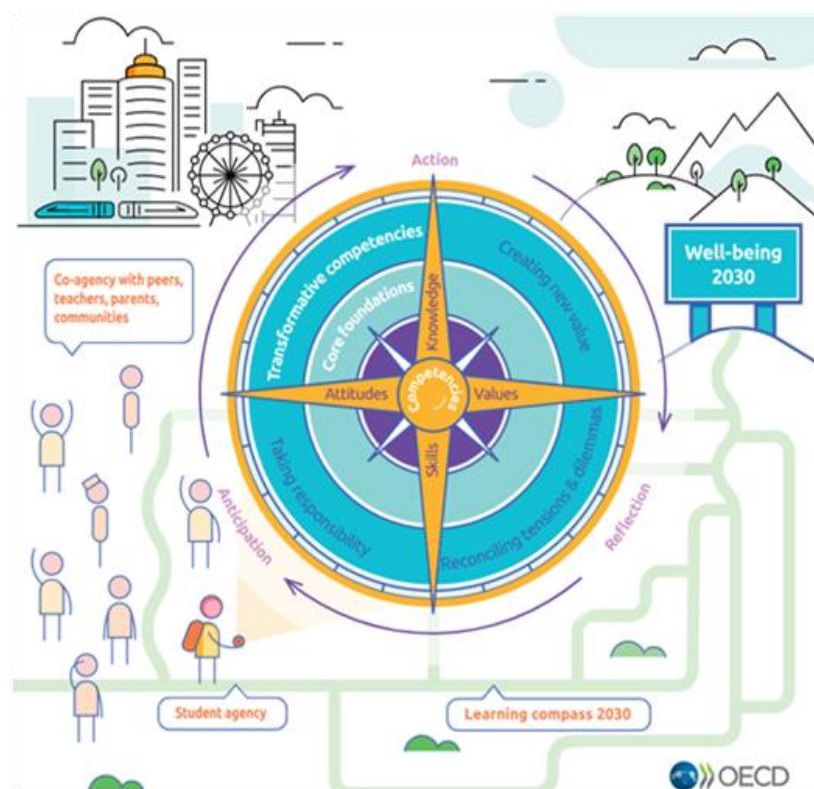 Action
Well-being
2030
Co-agency with peers,
teachers, parents,
communities
Transformative competencies
Creating new value
Core foundations
Knowledge
Attitudes
Competencies
Values
Skills
Taking responsibility
Reconciling tensions & dilemmas
Anticipation
Reflection
Student agency
Learning compass 2030
OECD